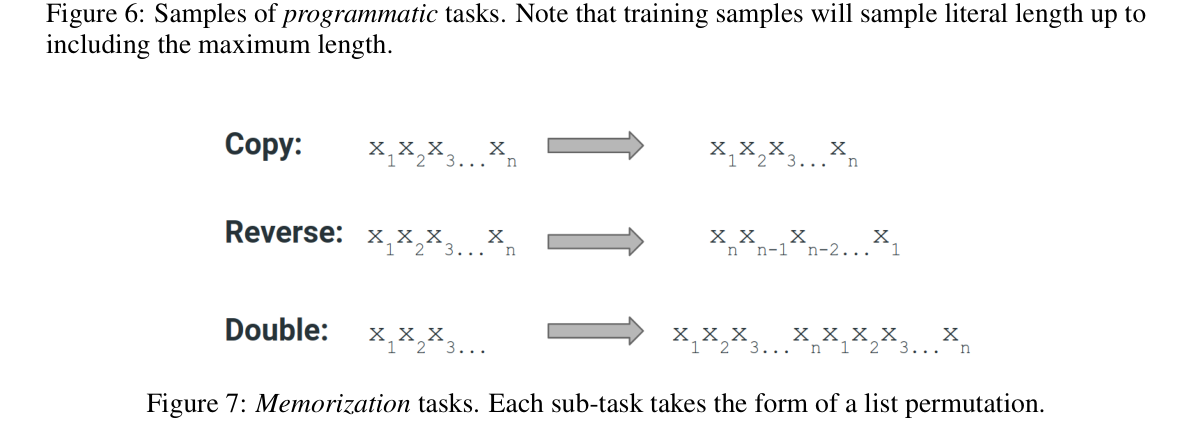 Figure 6: Samples of programmatic tasks. Note that training samples will sample literal length up to
including the maximum length.
Copy: x₁x₂x₃...xₙ x₁x₂x₃...xₙ
Reverse: x₁x₂x₃...xₙ xₙxₙ₋₁xₙ₋₂...x₁
Double: x₁x₂x₃... x₁x₂x₃...xₙx₁x₂x₃...xₙ
Figure 7: Memorization tasks. Each sub-task takes the form of a list permutation.